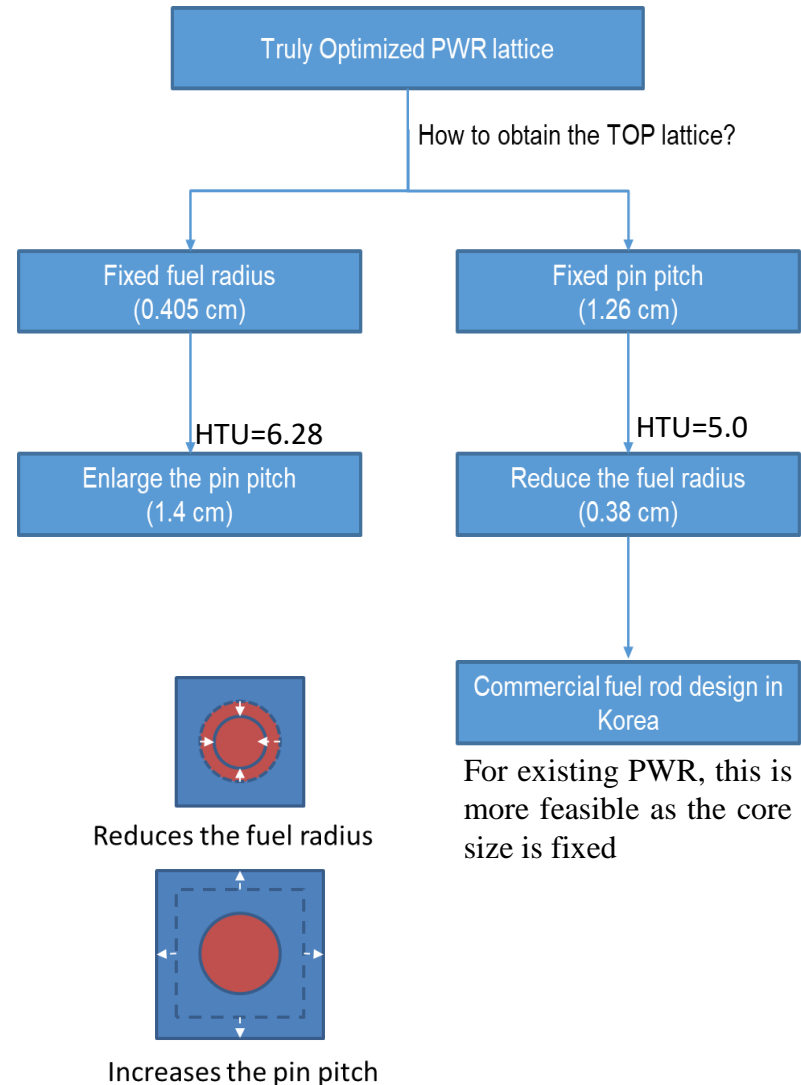 Truly Optimized PWR lattice
How to obtain the TOP lattice?
Fixed fuel radius
(0.405 cm)
Fixed pin pitch
(1.26 cm)
HTU=6.28
HTU=5.0
Enlarge the pin pitch
(1.4 cm)
Reduce the fuel radius
(0.38 cm)
Commercial fuel rod design in
Korea
For existing PWR, this is
more feasible as the core
size is fixed
Reduces the fuel radius
Increases the pin pitch